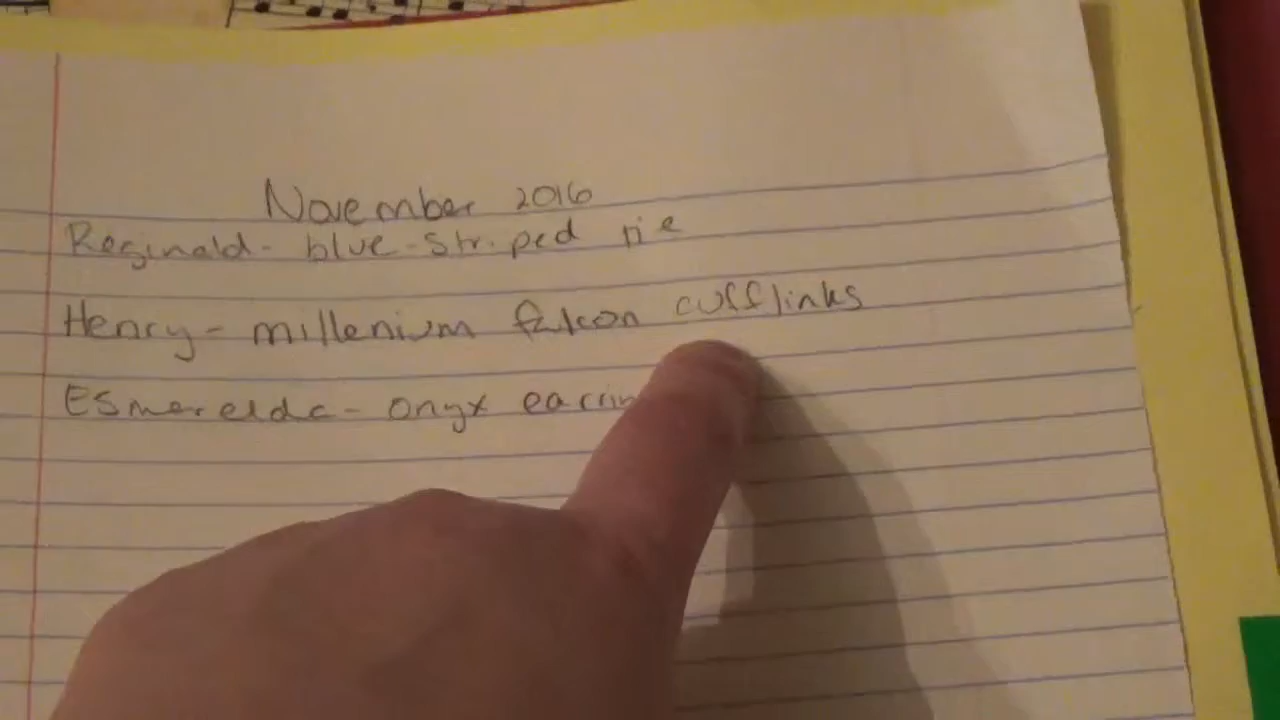 November 2016
Reginald - blue-striped tie
Henry - millenium falcon cufflinks
Esmerelda - onyx